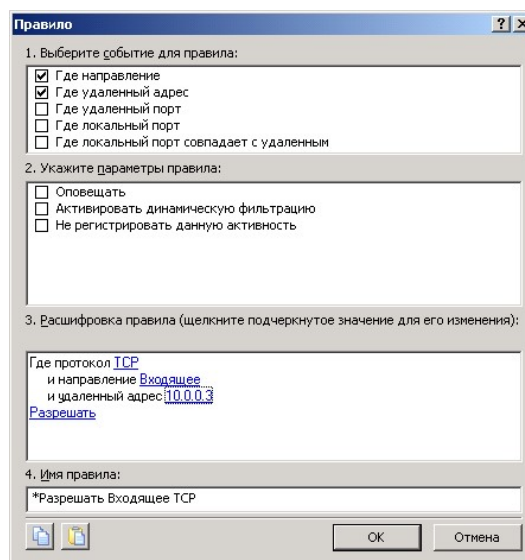 Правило
1. Выберите событие для правила:
Где направление
Где удаленный адрес
Где удаленный порт
Где локальный порт
Где локальный порт совпадает с удаленным
2. Укажите параметры правила:
Оповещать
Активировать динамическую фильтрацию
Не регистрировать данную активность
3. Расшифровка правила (щелкните подчеркнутое значение для его изменения):
Где протокол TCP
и направление Входящее
и удаленный адрес 10.0.0.3
Разрешать
4. Имя правила:
*Разрешать Входящее TCP
OK
Отмена